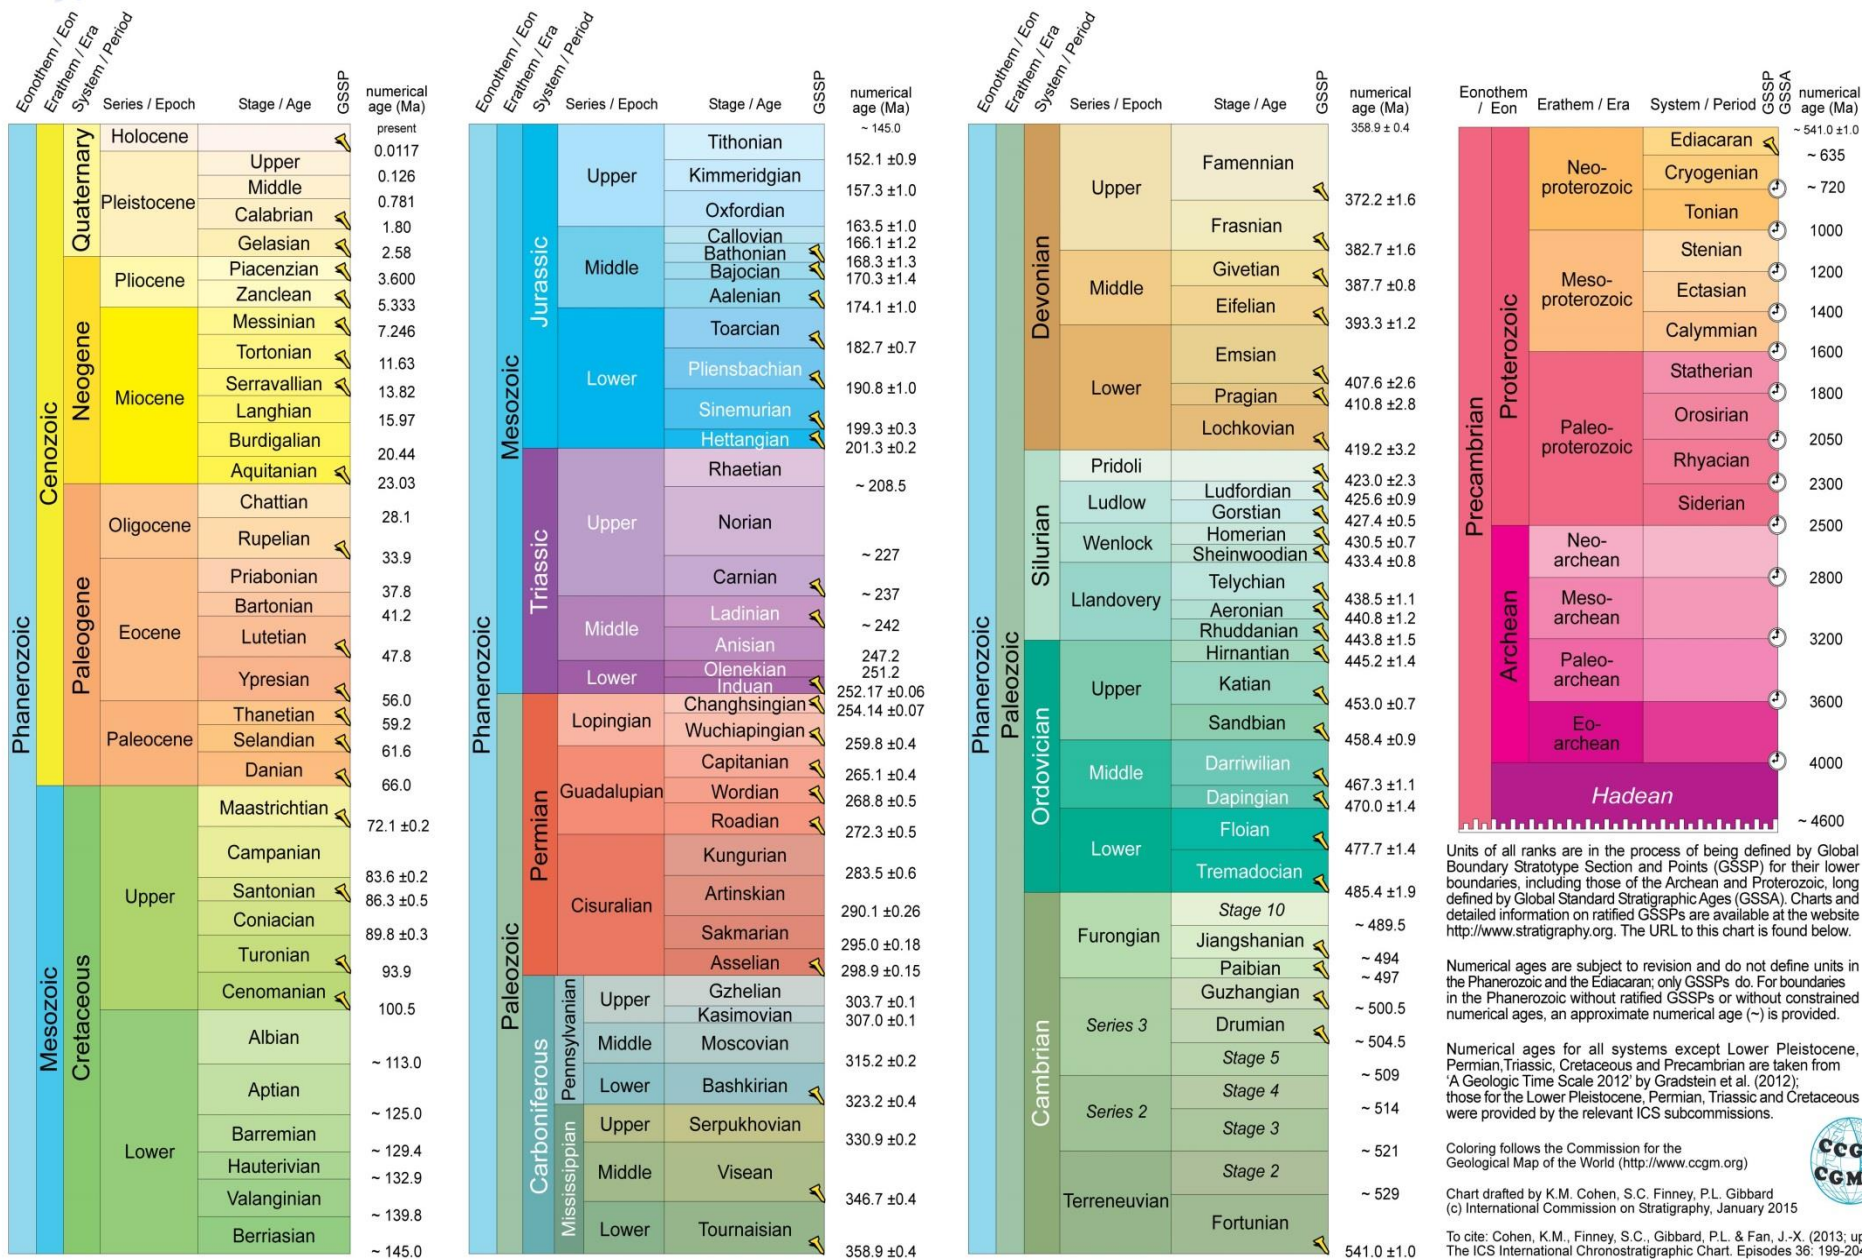 Eonothem / Eon
Erathem / Era
System / Period
Series / Epoch
Stage / Age
GSSP
numerical
age (Ma)
Phanerozoic
Cenozoic
Mesozoic
Quaternary
Neogene
Paleogene
Cretaceous
Holocene
Pleistocene
Pliocene
Miocene
Oligocene
Eocene
Paleocene
Upper
Lower
present
0.0117
Upper
0.126
Middle
0.781
Calabrian
1.80
Gelasian
2.58
Piacenzian
3.600
Zanclean
5.333
Messinian
7.246
Tortonian
11.63
Serravallian
13.82
Langhian
15.97
Burdigalian
20.44
Aquitanian
23.03
Chattian
28.1
Rupelian
33.9
Priabonian
37.8
Bartonian
41.2
Lutetian
47.8
Ypresian
56.0
Thanetian
59.2
Selandian
61.6
Danian
66.0
Maastrichtian
72.1 ±0.2
Campanian
83.6 ±0.2
Santonian
86.3 ±0.5
Coniacian
89.8 ±0.3
Turonian
93.9
Cenomanian
100.5
Albian
~ 113.0
Aptian
~ 125.0
Barremian
~ 129.4
Hauterivian
~ 132.9
Valanginian
~ 139.8
Berriasian
~ 145.0
Eonothem / Eon
Erathem / Era
System / Period
Series / Epoch
Stage / Age
GSSP
numerical
age (Ma)
Phanerozoic
Mesozoic
Paleozoic
Jurassic
Triassic
Permian
Carboniferous
Pennsylvanian
Mississippian
Upper
Middle
Lower
Upper
Middle
Lower
Lopingian
Guadalupian
Cisuralian
Upper
Middle
Lower
Upper
Middle
Lower
~ 145.0
Tithonian
152.1 ±0.9
Kimmeridgian
157.3 ±1.0
Oxfordian
163.5 ±1.0
Callovian
166.1 ±1.2
Bathonian
168.3 ±1.3
Bajocian
170.3 ±1.4
Aalenian
174.1 ±1.0
Toarcian
182.7 ±0.7
Pliensbachian
190.8 ±1.0
Sinemurian
199.3 ±0.3
Hettangian
201.3 ±0.2
Rhaetian
~ 208.5
Norian
~ 227
Carnian
~ 237
Ladinian
~ 242
Anisian
247.2
Olenekian
251.2
Induan
252.17 ±0.06
Changhsingian
254.14 ±0.07
Wuchiapingian
259.8 ±0.4
Capitanian
265.1 ±0.4
Wordian
268.8 ±0.5
Roadian
272.3 ±0.5
Kungurian
283.5 ±0.6
Artinskian
290.1 ±0.26
Sakmarian
295.0 ±0.18
Asselian
298.9 ±0.15
Gzhelian
303.7 ±0.1
Kasimovian
307.0 ±0.1
Moscovian
315.2 ±0.2
Bashkirian
323.2 ±0.4
Serpukhovian
330.9 ±0.2
Visean
346.7 ±0.4
Tournaisian
358.9 ±0.4
Eonothem / Eon
Erathem / Era
System / Period
Series / Epoch
Stage / Age
GSSP
numerical
age (Ma)
Phanerozoic
Paleozoic
Devonian
Silurian
Ordovician
Cambrian
Upper
Middle
Lower
Pridoli
Ludlow
Wenlock
Llandovery
Upper
Middle
Lower
Furongian
Series 3
Series 2
Terreneuvian
358.9 ± 0.4
Famennian
372.2 ±1.6
Frasnian
382.7 ±1.6
Givetian
387.7 ±0.8
Eifelian
393.3 ±1.2
Emsian
407.6 ±2.6
Pragian
410.8 ±2.8
Lochkovian
419.2 ±3.2
423.0 ±2.3
Ludfordian
425.6 ±0.9
Gorstian
427.4 ±0.5
Homerian
430.5 ±0.7
Sheinwoodian
433.4 ±0.8
Telychian
438.5 ±1.1
Aeronian
440.8 ±1.2
Rhuddanian
443.8 ±1.5
Hirnantian
445.2 ±1.4
Katian
453.0 ±0.7
Sandbian
458.4 ±0.9
Darriwilian
467.3 ±1.1
Dapingian
470.0 ±1.4
Floian
477.7 ±1.4
Tremadocian
485.4 ±1.9
Stage 10
~ 489.5
Jiangshanian
~ 494
Paibian
~ 497
Guzhangian
~ 500.5
Drumian
~ 504.5
Stage 5
~ 509
Stage 4
~ 514
Stage 3
~ 521
Stage 2
~ 529
Fortunian
541.0 ±1.0
Eonothem
/ Eon
Erathem / Era
System / Period
GSSP
GSSA
numerical
age (Ma)
Precambrian
Proterozoic
Archean
Neo-
proterozoic
Meso-
proterozoic
Paleo-
proterozoic
Neo-
archean
Meso-
archean
Paleo-
archean
Eo-
archean
Hadean
~ 541.0 ±1.0
Ediacaran
~ 635
Cryogenian
~ 720
Tonian
1000
Stenian
1200
Ectasian
1400
Calymmian
1600
Statherian
1800
Orosirian
2050
Rhyacian
2300
Siderian
2500
2800
3200
3600
4000
~ 4600
Units of all ranks are in the process of being defined by Global
Boundary Stratotype Section and Points (GSSP) for their lower
boundaries, including those of the Archean and Proterozoic, long
defined by Global Standard Stratigraphic Ages (GSSA). Charts and
detailed information on ratified GSSPs are available at the website
http://www.stratigraphy.org. The URL to this chart is found below.
Numerical ages are subject to revision and do not define units in
the Phanerozoic and the Ediacaran; only GSSPs do. For boundaries
in the Phanerozoic without ratified GSSPs or without constrained
numerical ages, an approximate numerical age (~) is provided.
Numerical ages for all systems except Lower Pleistocene,
Permian,Triassic, Cretaceous and Precambrian are taken from
'A Geologic Time Scale 2012' by Gradstein et al. (2012);
those for the Lower Pleistocene, Permian, Triassic and Cretaceous
were provided by the relevant ICS subcommissions.
Coloring follows the Commission for the
Geological Map of the World (http://www.ccgm.org)
CCG
CGM
Chart drafted by K.M. Cohen, S.C. Finney, P.L. Gibbard
(c) International Commission on Stratigraphy, January 2015
To cite: Cohen, K.M., Finney, S.C., Gibbard, P.L. & Fan, J.-X. (2013; up
The ICS International Chronostratigraphic Chart. Episodes 36: 199-20